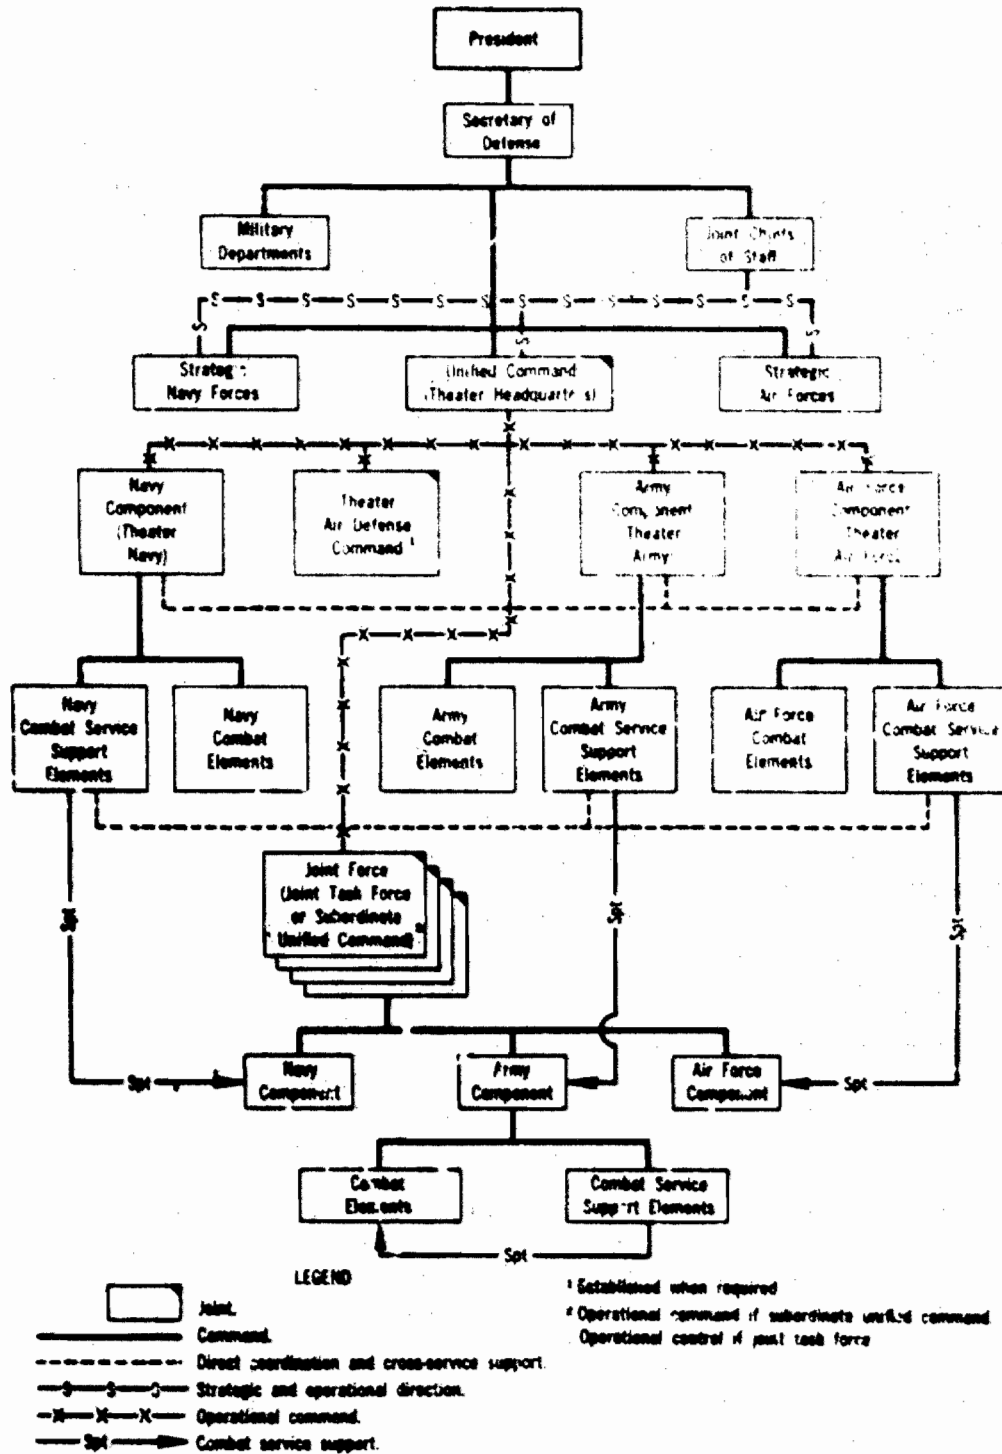 President
Secretary of
Defense
Military
Departments
Joint Chiefs
of Staff
S S S S S S S S S S S S S S
S S S
Strategic
Navy Forces
Unified Command
(Theater Headquarters)
Strategic
Air Forces
Navy
Component
(Theater
Navy)
Theater
Air Defense
Command ¹
Army
Component
Theater
Army)
Air Force
Component
Theater
Air Force
Navy
Combat Service
Support
Elements
Navy
Combat
Elements
Army
Combat
Elements
Army
Combat Service
Support
Elements
Air Force
Combat
Elements
Air Force
Combat Service
Support
Elements
Joint Force
(Joint Task Force
or Subordinate
Unified Command) ²
Spt
Spt
Spt
Navy
Component
Army
Component
Air Force
Component
Spt
Spt
Combat
Elements
Combat Service
Support Elements
Spt
LEGEND
Joint.
Command.
Direct coordination and cross-service support.
S S S Strategic and operational direction.
X X X Operational command.
Spt Combat service support.
¹ Established when required
² Operational command if subordinate unified command
Operational control if joint task force